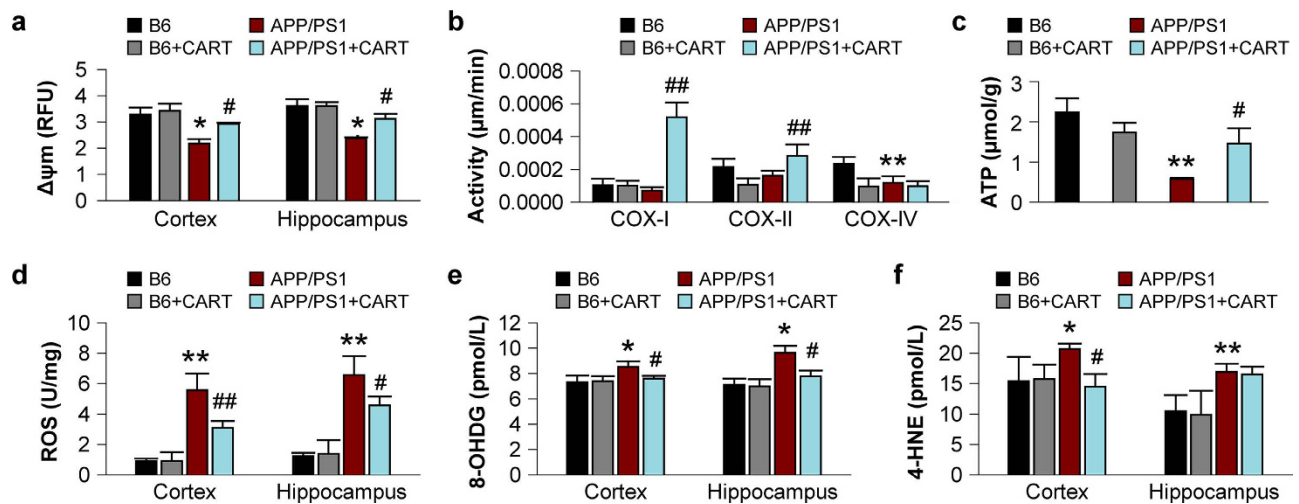 a
B6
APP/PS1
B6+CART
APP/PS1+CART
Δψm (RFU)
5
4
3
2
1
0
*
#
*
#
Cortex
Hippocampus
b
B6
APP/PS1
B6+CART
APP/PS1+CART
Activity (μm/min)
0.0008
0.0006
0.0004
0.0002
0.0000
##
##
**
COX-I
COX-II
COX-IV
c
B6
APP/PS1
B6+CART
APP/PS1+CART
ATP (μmol/g)
3
2
1
0
**
#
d
B6
APP/PS1
B6+CART
APP/PS1+CART
ROS (U/mg)
10
8
6
4
2
0
**
##
**
#
Cortex
Hippocampus
e
B6
APP/PS1
B6+CART
APP/PS1+CART
8-OHDG (pmol/L)
12
10
8
6
4
2
0
*
#
*
#
Cortex
Hippocampus
f
B6
APP/PS1
B6+CART
APP/PS1+CART
4-HNE (pmol/L)
25
20
15
10
5
0
*
#
**
Cortex
Hippocampus